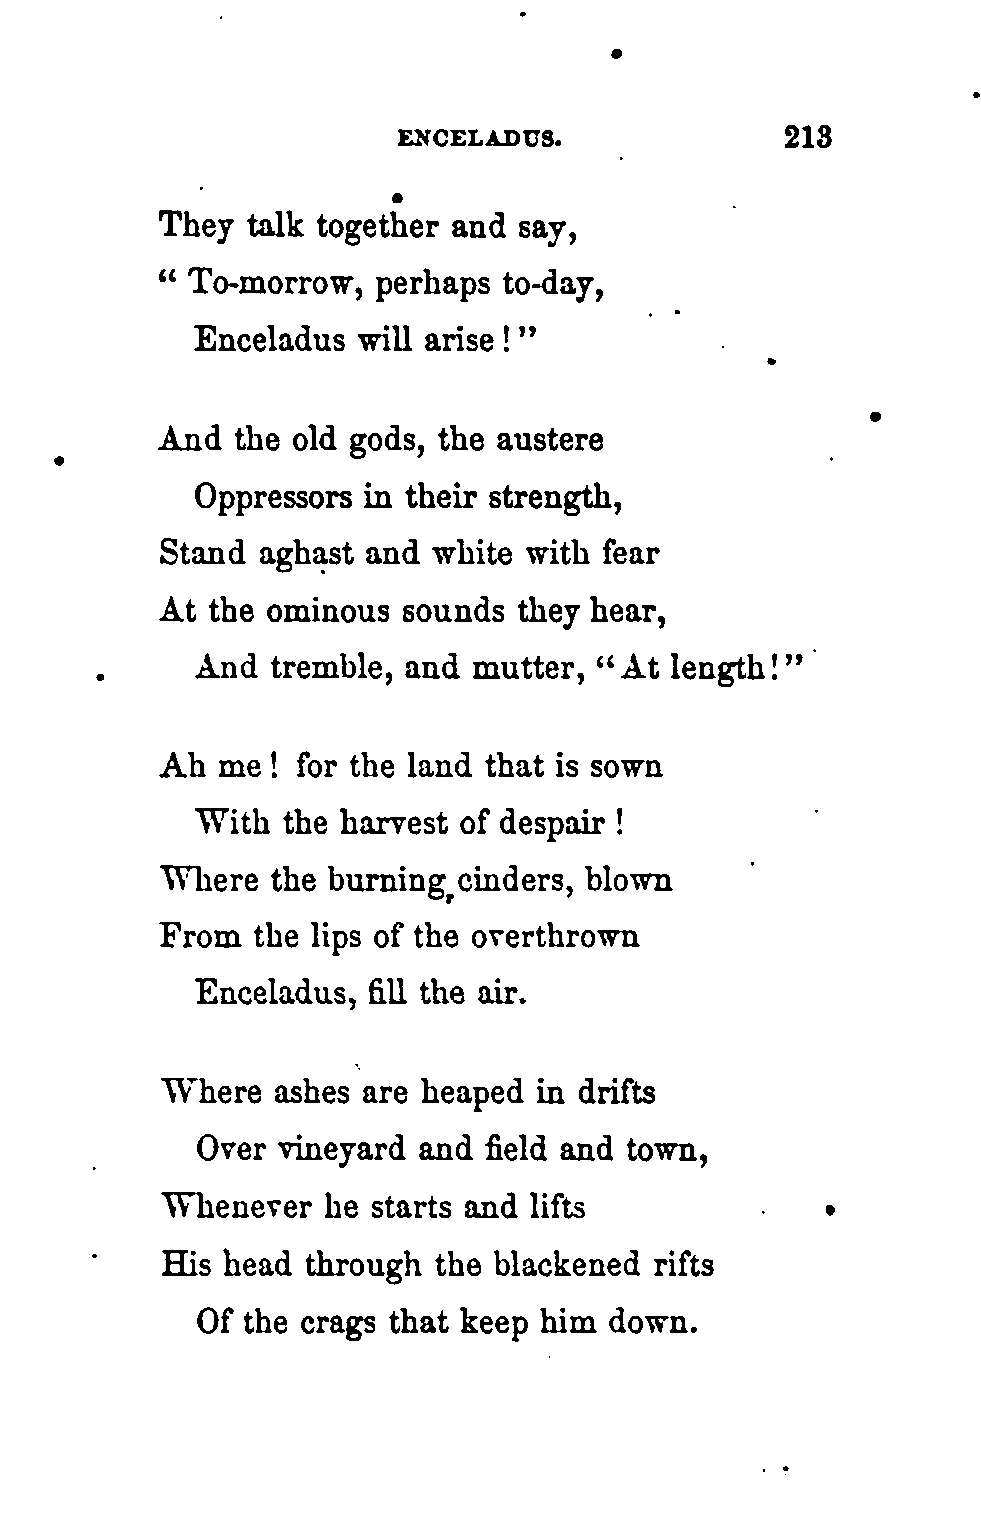 ENCELADUS. 213
They talk together and say,
“ To-morrow, perhaps to-day,
Enceladus will arise ! ”
And the old gods, the austere
Oppressors in their strength,
Stand aghast and white with fear
At the ominous sounds they hear,
And tremble, and mutter, “ At length ! ”
Ah me ! for the land that is sown
With the harvest of despair !
Where the burning cinders, blown
From the lips of the overthrown
Enceladus, fill the air.
Where ashes are heaped in drifts
Over vineyard and field and town,
Whenever he starts and lifts
His head through the blackened rifts
Of the crags that keep him down.